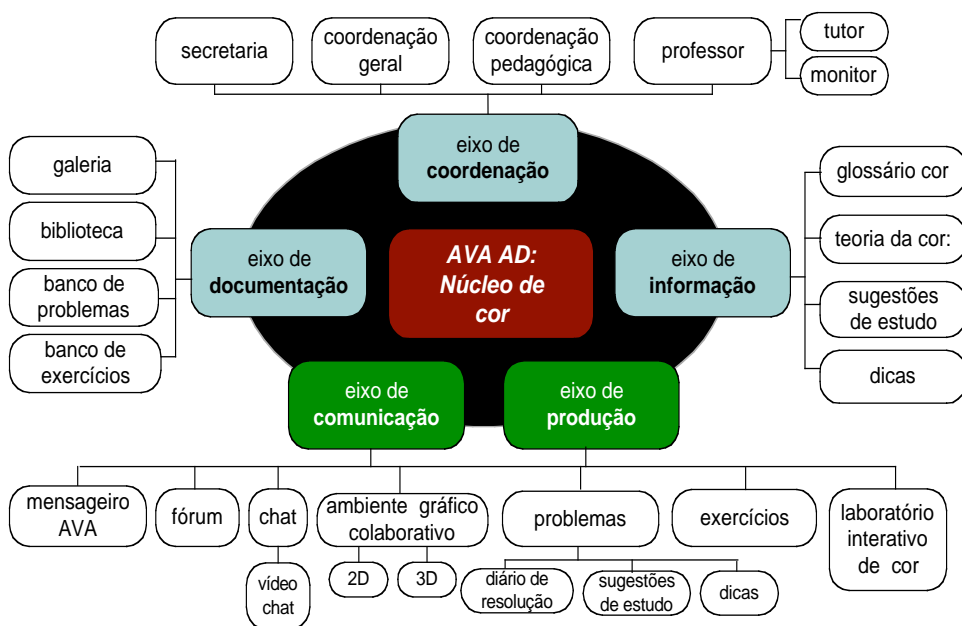 secretaria
coordenação
geral
coordenação
pedagógica
professor
tutor
monitor
eixo de
coordenação
galeria
biblioteca
banco de
problemas
banco de
exercícios
eixo de
documentação
AVA AD:
Núcleo de
cor
eixo de
informação
glossário cor
teoria da cor:
sugestões
de estudo
dicas
eixo de
comunicação
eixo de
produção
mensageiro
AVA
fórum
chat
ambiente gráfico
colaborativo
problemas
exercícios
laboratório
interativo
de cor
vídeo
chat
2D
3D
diário de
resolução
sugestões
de estudo
dicas